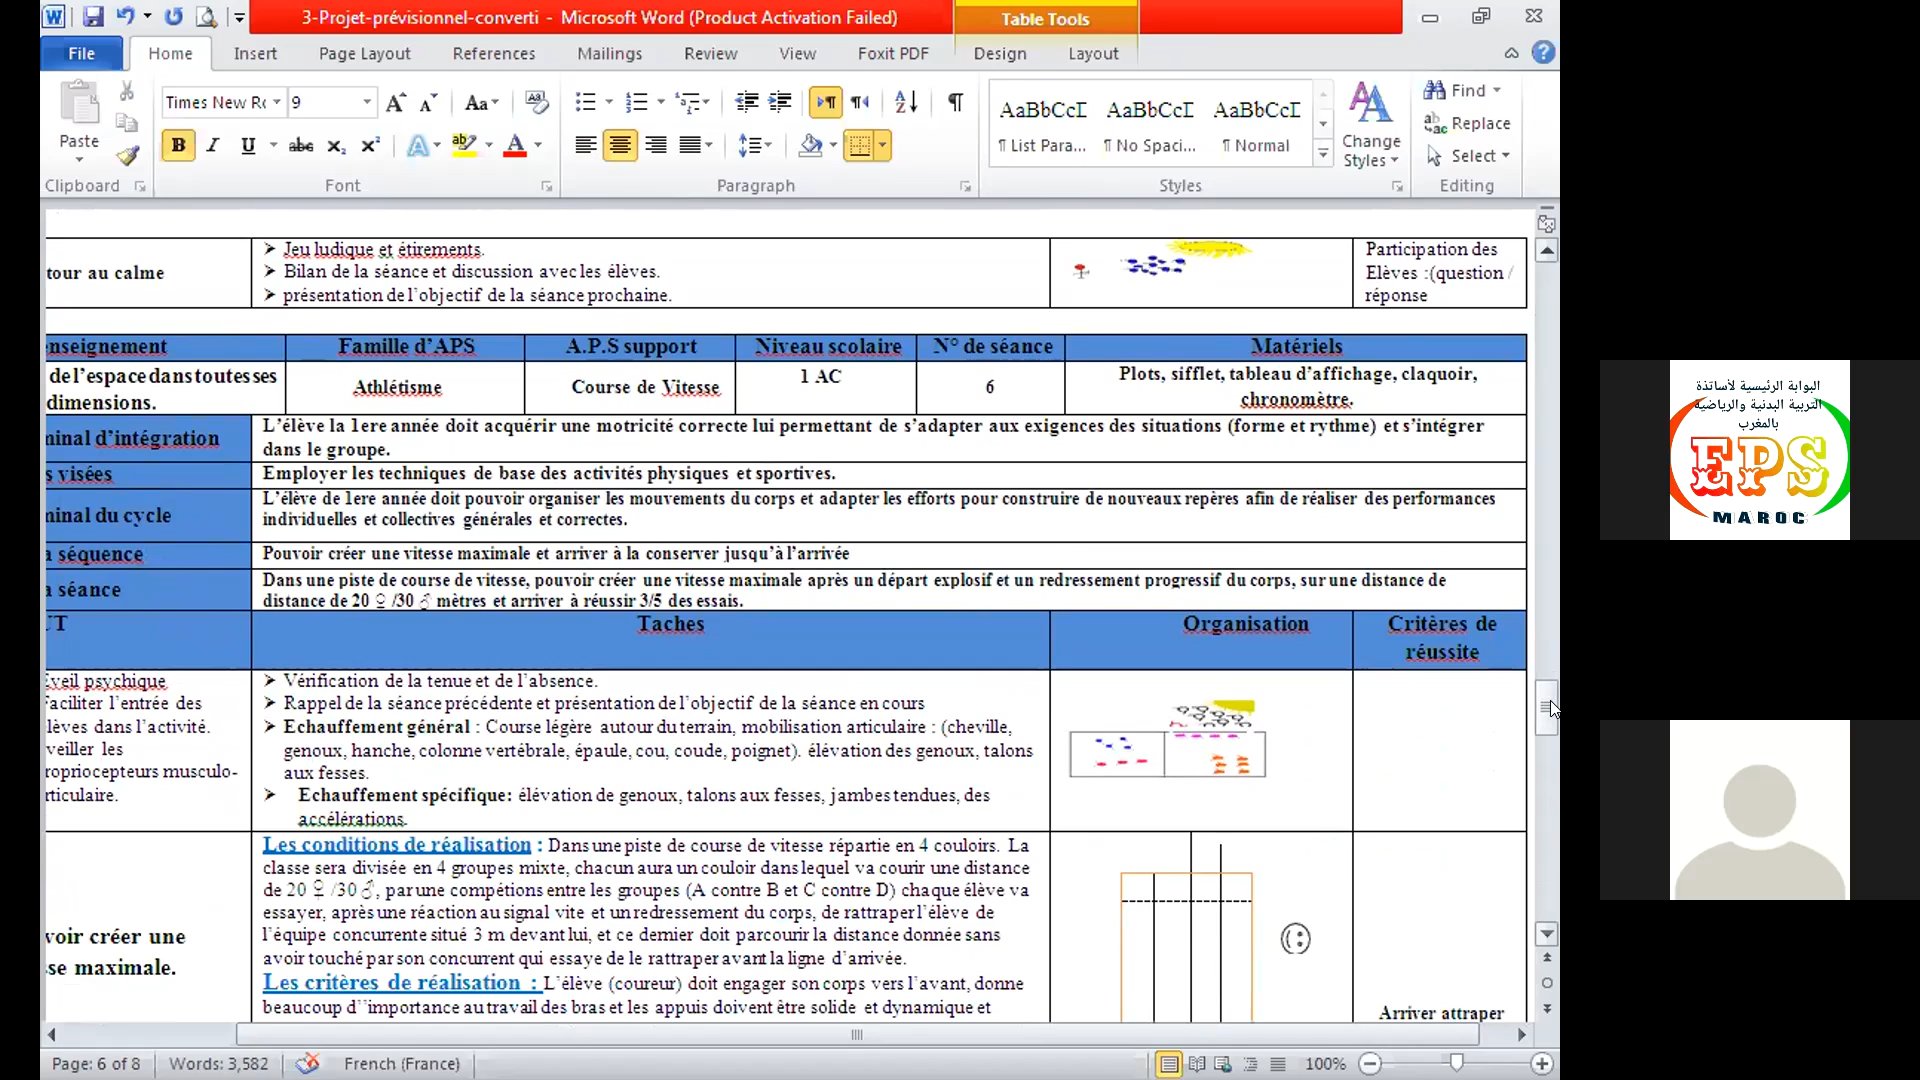 3-Projet-prévisionnel-converti - Microsoft Word (Product Activation Failed)
Table Tools
File Home Insert Page Layout References Mailings Review View Foxit PDF Design Layout
Paste
Times New Rc 9
AaBbCcI AaBbCcI AaBbCcI
¶ List Para... ¶ No Spaci... ¶ Normal
Change
Styles
Find
Replace
Select
Clipboard Font Paragraph Styles Editing
tour au calme
Jeu ludique et étirements.
Bilan de la séance et discussion avec les élèves.
présentation de l'objectif de la séance prochaine.
Participation des
Elèves :(question /
réponse
enseignement Famille d'APS A.P.S support Niveau scolaire N° de séance Matériels
de l'espace dans toutes ses
dimensions.
Athlétisme
Course de Vitesse
1 AC
6
Plots, sifflet, tableau d'affichage, claquoir,
chronomètre.
minal d'intégration
L'élève la 1ere année doit acquérir une motricité correcte lui permettant de s'adapter aux exigences des situations (forme et rythme) et s'intégrer
dans le groupe.
s visées
Employer les techniques de base des activités physiques et sportives.
minal du cycle
L'élève de 1ere année doit pouvoir organiser les mouvements du corps et adapter les efforts pour construire de nouveaux repères afin de réaliser des performances
individuelles et collectives générales et correctes.
a séquence
Pouvoir créer une vitesse maximale et arriver à la conserver jusqu'à l'arrivée
a séance
Dans une piste de course de vitesse, pouvoir créer une vitesse maximale après un départ explosif et un redressement progressif du corps, sur une distance de
distance de 20 ♀ /30 ♂ mètres et arriver à réussir 3/5 des essais.
UT
Taches
Organisation
Critères de
réussite
Eveil psychique
Faciliter l'entrée des
lèves dans l'activité.
veiller les
ropriocepteurs musculo-
rticulaire.
Vérification de la tenue et de l'absence.
Rappel de la séance précédente et présentation de l'objectif de la séance en cours
Echauffement général : Course légère autour du terrain, mobilisation articulaire : (cheville,
genoux, hanche, colonne vertébrale, épaule, cou, coude, poignet). élévation des genoux, talons
aux fesses.
Echauffement spécifique: élévation de genoux, talons aux fesses, jambes tendues, des
accélérations.
voir créer une
sse maximale.
Les conditions de réalisation : Dans une piste de course de vitesse répartie en 4 couloirs. La
classe sera divisée en 4 groupes mixte, chacun aura un couloir dans lequel va courir une distance
de 20 ♀ /30♂, par une compétions entre les groupes (A contre B et C contre D) chaque élève va
essayer, après une réaction au signal vite et un redressement du corps, de rattraper l'élève de
l'équipe concurrente situé 3 m devant lui, et ce dernier doit parcourir la distance donnée sans
avoir touché par son concurrent qui essaye de le rattraper avant la ligne d'arrivée.
Les critères de réalisation : L'élève (coureur) doit engager son corps vers l'avant, donne
beaucoup d''importance au travail des bras et les appuis doivent être solide et dynamique et
Arriver attraper
Page: 6 of 8 Words: 3,582 French (France) 100%
البوابة الرئيسية لأساتذة
التربية البدنية والرياضية
بالمغرب
EPS
MAROC